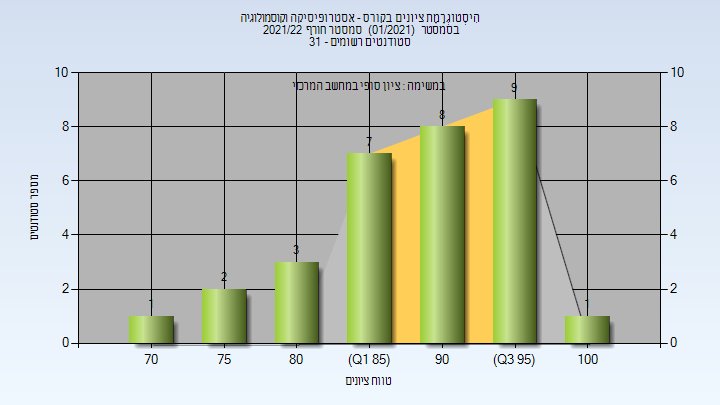 היסטוגרמת ציונים בקורס - אסטרופיסיקה וקוסמולוגיה
בסמסטר (01/2021) סמסטר חורף 2021/22
סטודנטים רשומים - 31
במשימה : ציון סופי במחשב המרכזי
10 10
8 8
6 6
4 4
2 2
0 0
מספר סטודנטים
1 2 3 7 8 9 1
70 75 80 (Q1 85) 90 (Q3 95) 100
טווח ציונים